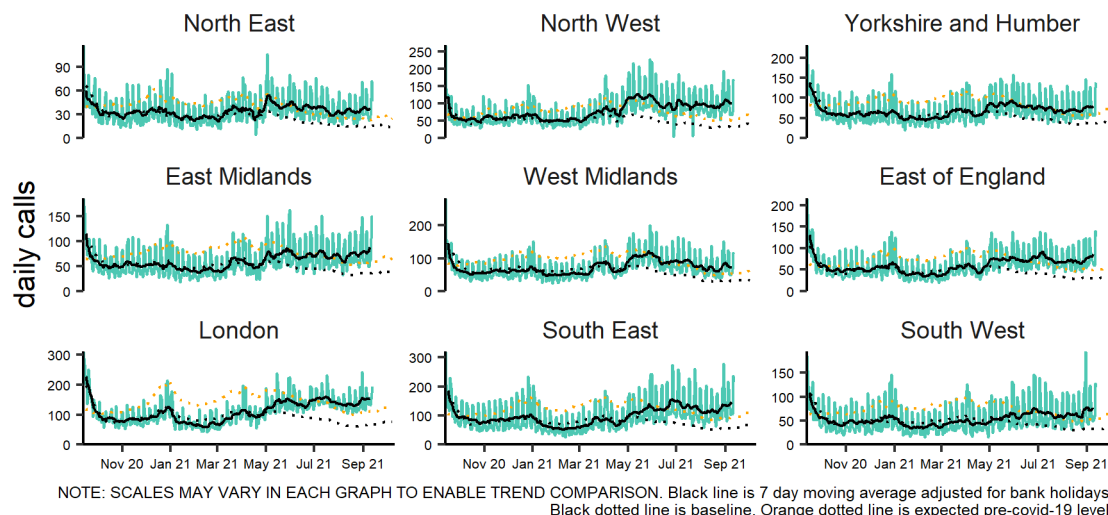 North East
North West
Yorkshire and Humber
90
60
30
0
250
200
150
100
50
0
200
150
100
50
0
East Midlands
West Midlands
East of England
daily calls
150
100
50
0
200
100
0
200
150
100
50
0
London
South East
South West
300
200
100
0
300
200
100
0
150
100
50
0
Nov 20 Jan 21 Mar 21 May 21 Jul 21 Sep 21
Nov 20 Jan 21 Mar 21 May 21 Jul 21 Sep 21
Nov 20 Jan 21 Mar 21 May 21 Jul 21 Sep 21
NOTE: SCALES MAY VARY IN EACH GRAPH TO ENABLE TREND COMPARISON. Black line is 7 day moving average adjusted for bank holidays
Black dotted line is baseline. Orange dotted line is expected pre-covid-19 level